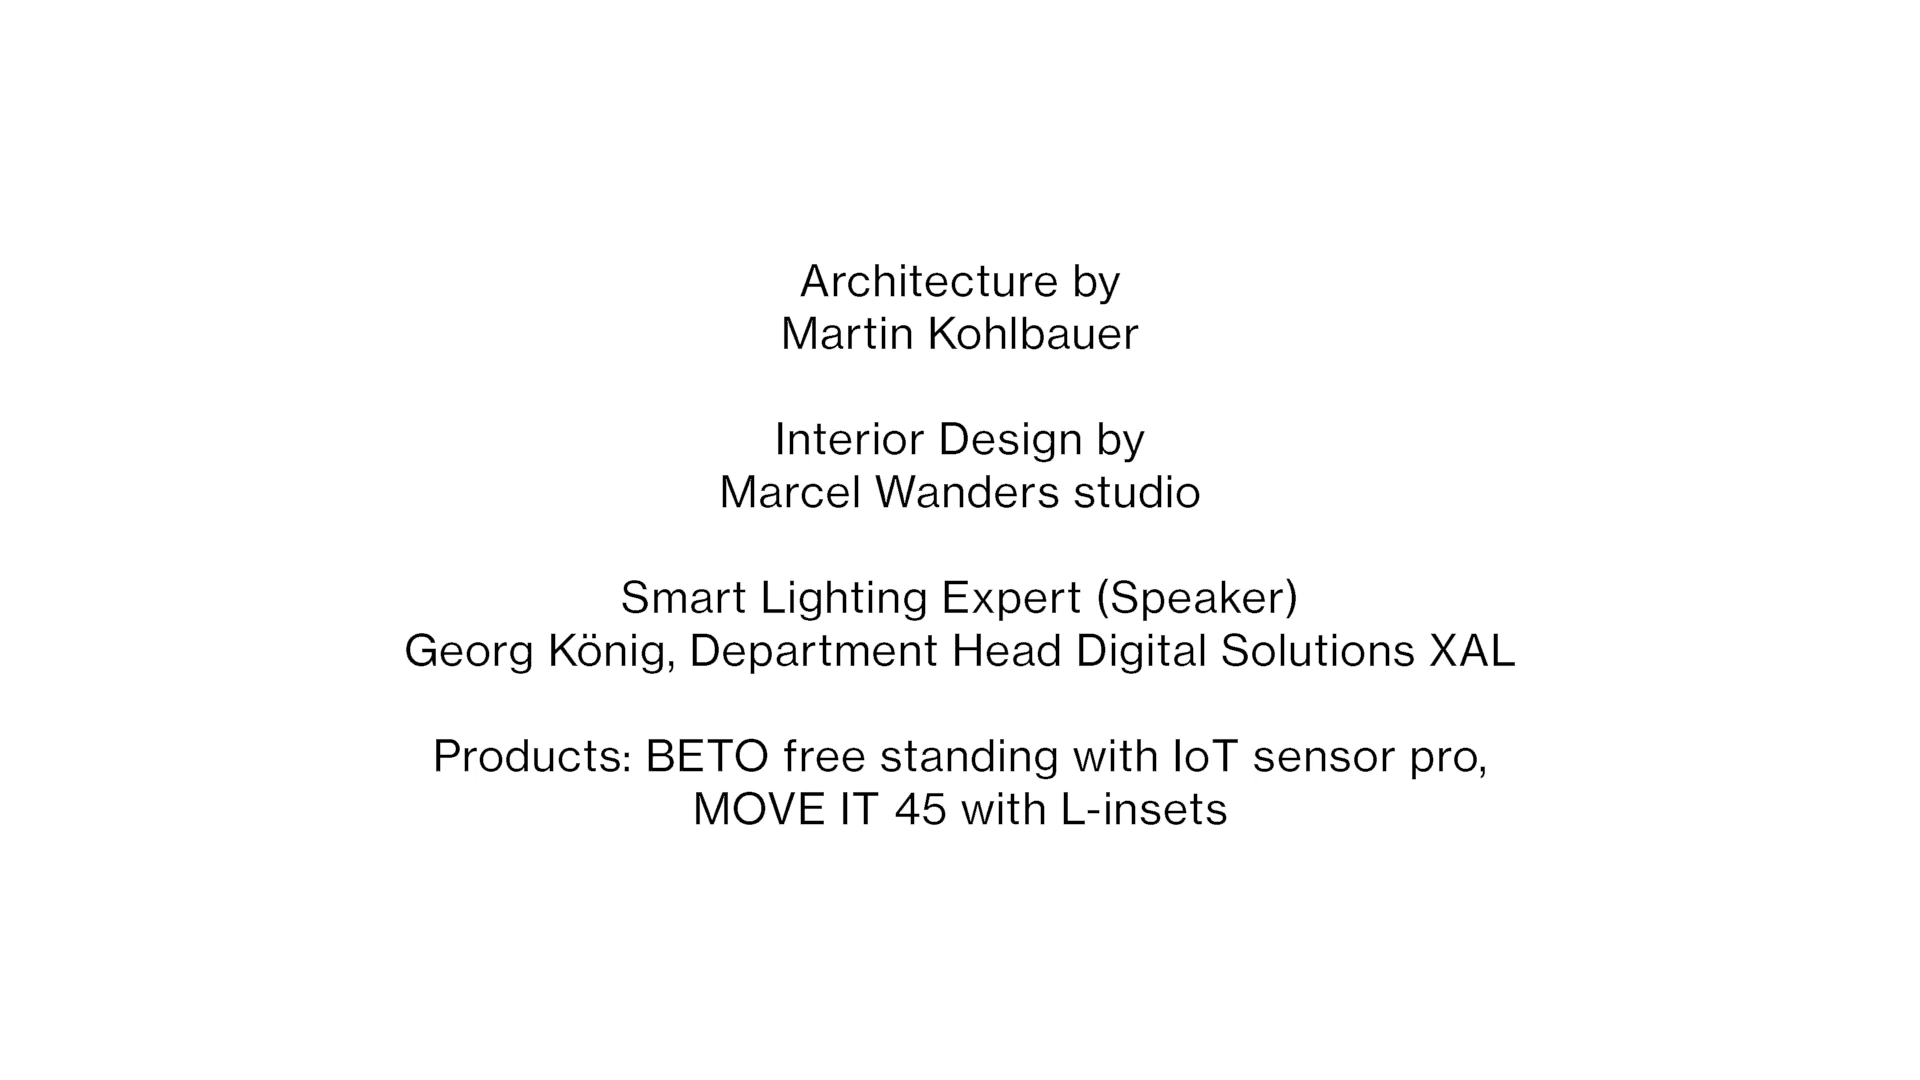 Architecture by
Martin Kohlbauer
Interior Design by
Marcel Wanders studio
Smart Lighting Expert (Speaker)
Georg König, Department Head Digital Solutions XAL
Products: BETO free standing with IoT sensor pro,
MOVE IT 45 with L-insets